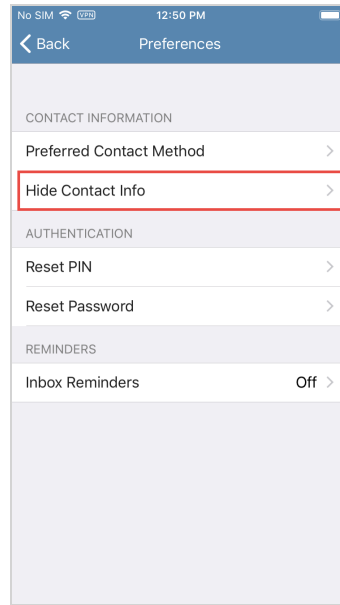 No SIM VPN 12:50 PM
Back Preferences
CONTACT INFORMATION
Preferred Contact Method
Hide Contact Info
AUTHENTICATION
Reset PIN
Reset Password
REMINDERS
Inbox Reminders Off